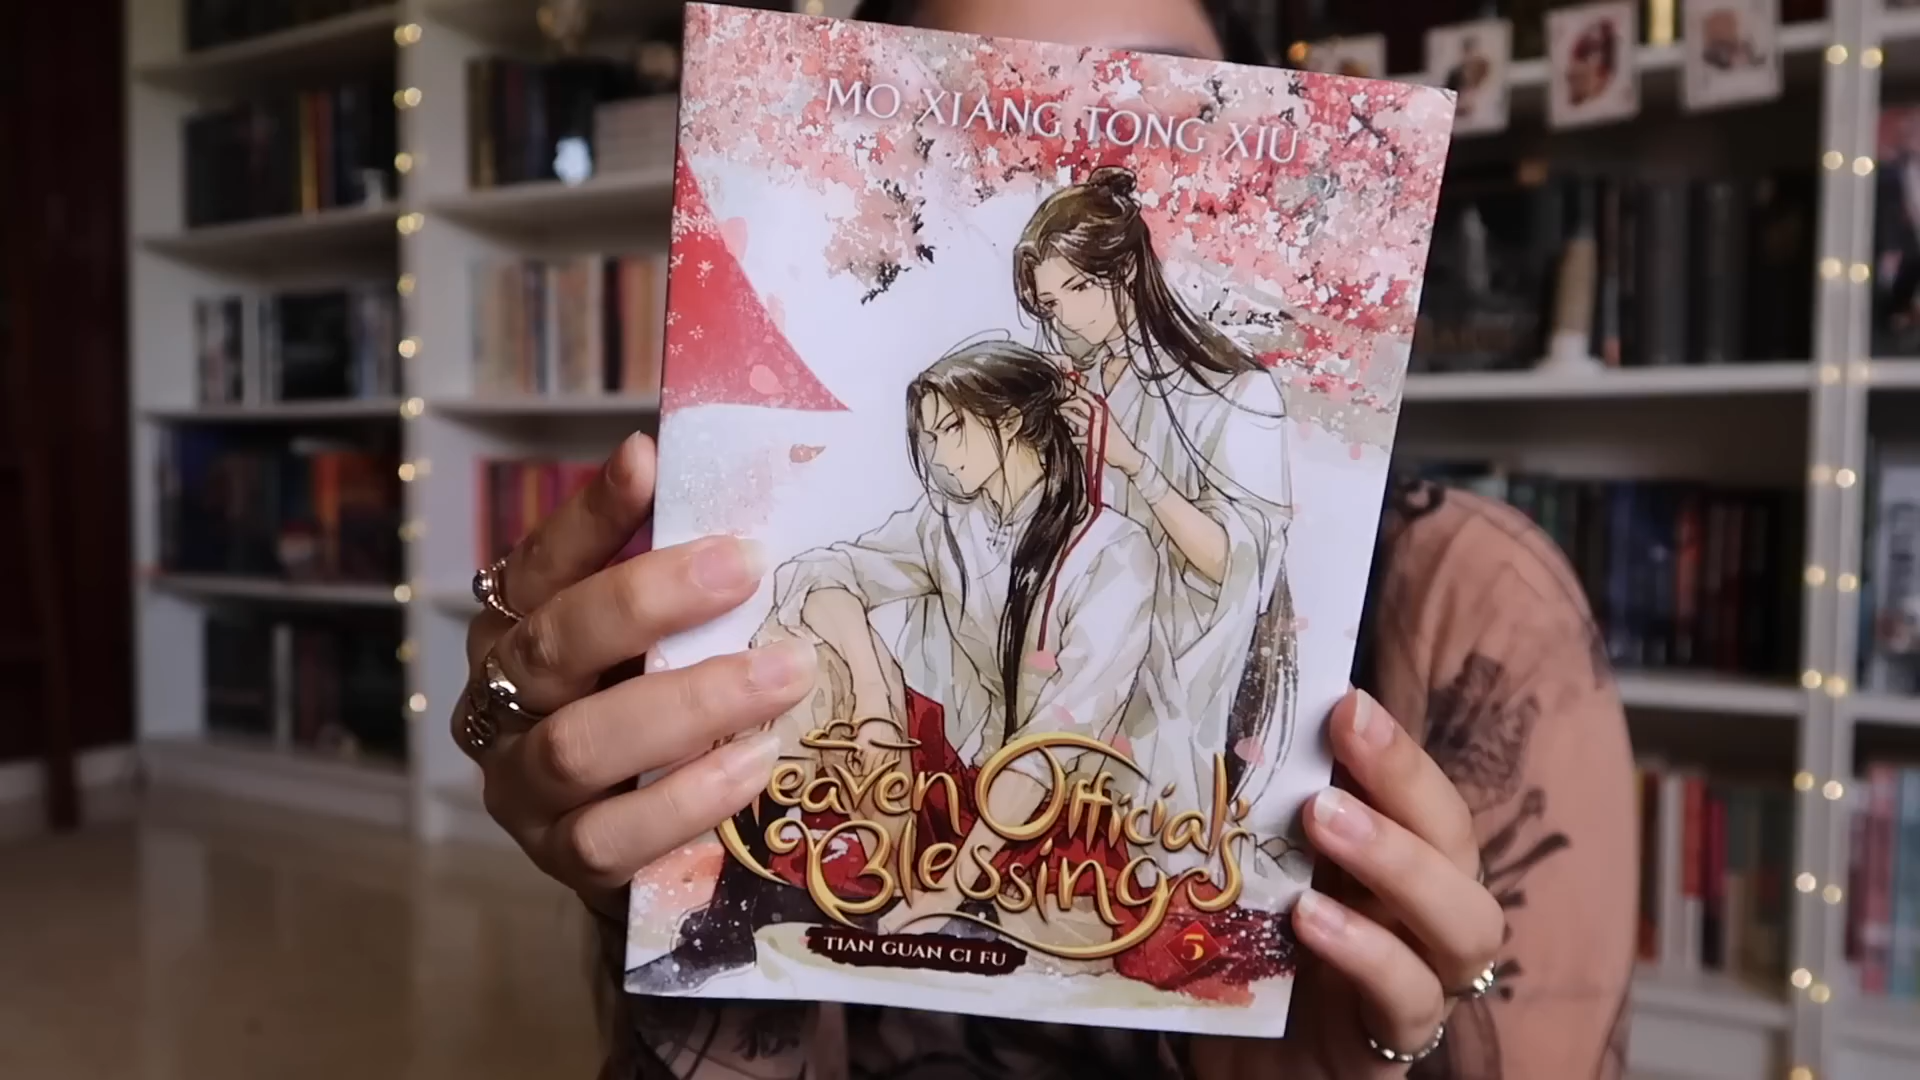 MO XIANG TONG XIU
Heaven Official's
Blessing
TIAN GUAN CI FU
5